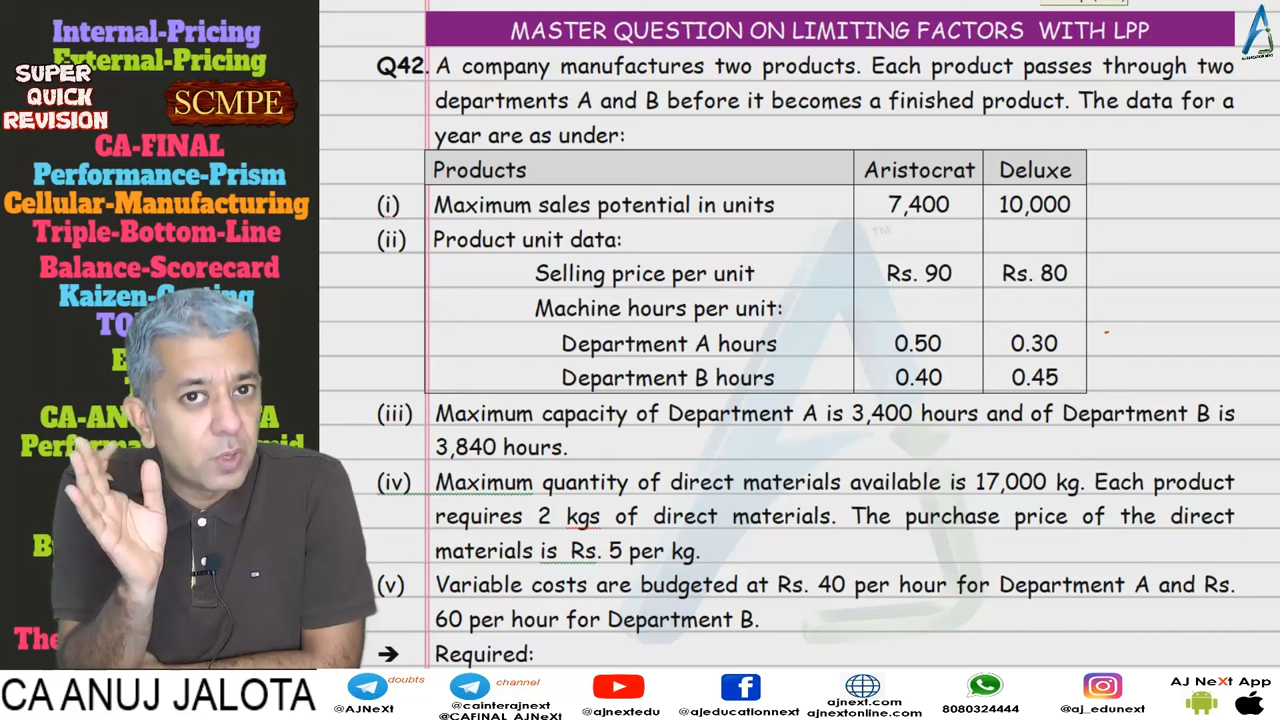 Internal-Pricing
External-Pricing
SUPER
QUICK
REVISION
SCMPE
CA-FINAL
Performance-Prism
Cellular-Manufacturing
Triple-Bottom-Line
Balance-Scorecard
MASTER QUESTION ON LIMITING FACTORS WITH LPP
Q42. A company manufactures two products. Each product passes through two
departments A and B before it becomes a finished product. The data for a
year are as under:
Products Aristocrat Deluxe
(i) Maximum sales potential in units 7,400 10,000
(ii) Product unit data:
Selling price per unit Rs. 90 Rs. 80
Machine hours per unit:
Department A hours 0.50 0.30
Department B hours 0.40 0.45
(iii) Maximum capacity of Department A is 3,400 hours and of Department B is
3,840 hours.
(iv) Maximum quantity of direct materials available is 17,000 kg. Each product
requires 2 kgs of direct materials. The purchase price of the direct
materials is Rs. 5 per kg.
(v) Variable costs are budgeted at Rs. 40 per hour for Department A and Rs.
60 per hour for Department B.
➔ Required:
TM
CA ANUJ JALOTA
doubts
@AJNeXt
channel
@cainterajnext
@CAFINAL_AJNeXt
@ajnextedu
@ajeducationnext
ajnext.com
ajnextonline.com
8080324444
@aj_edunext
AJ NeXt App